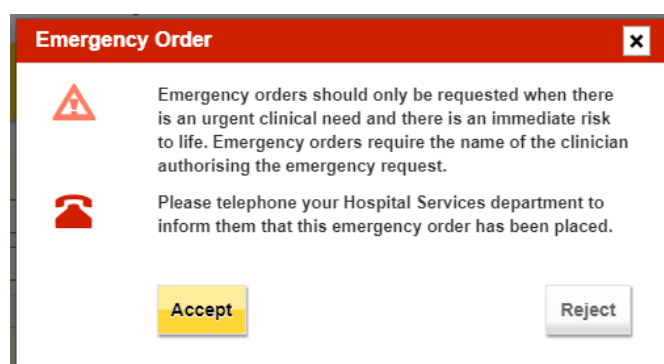 Emergency Order
Emergency orders should only be requested when there
is an urgent clinical need and there is an immediate risk
to life. Emergency orders require the name of the clinician
authorising the emergency request.
Please telephone your Hospital Services department to
inform them that this emergency order has been placed.
Accept
Reject